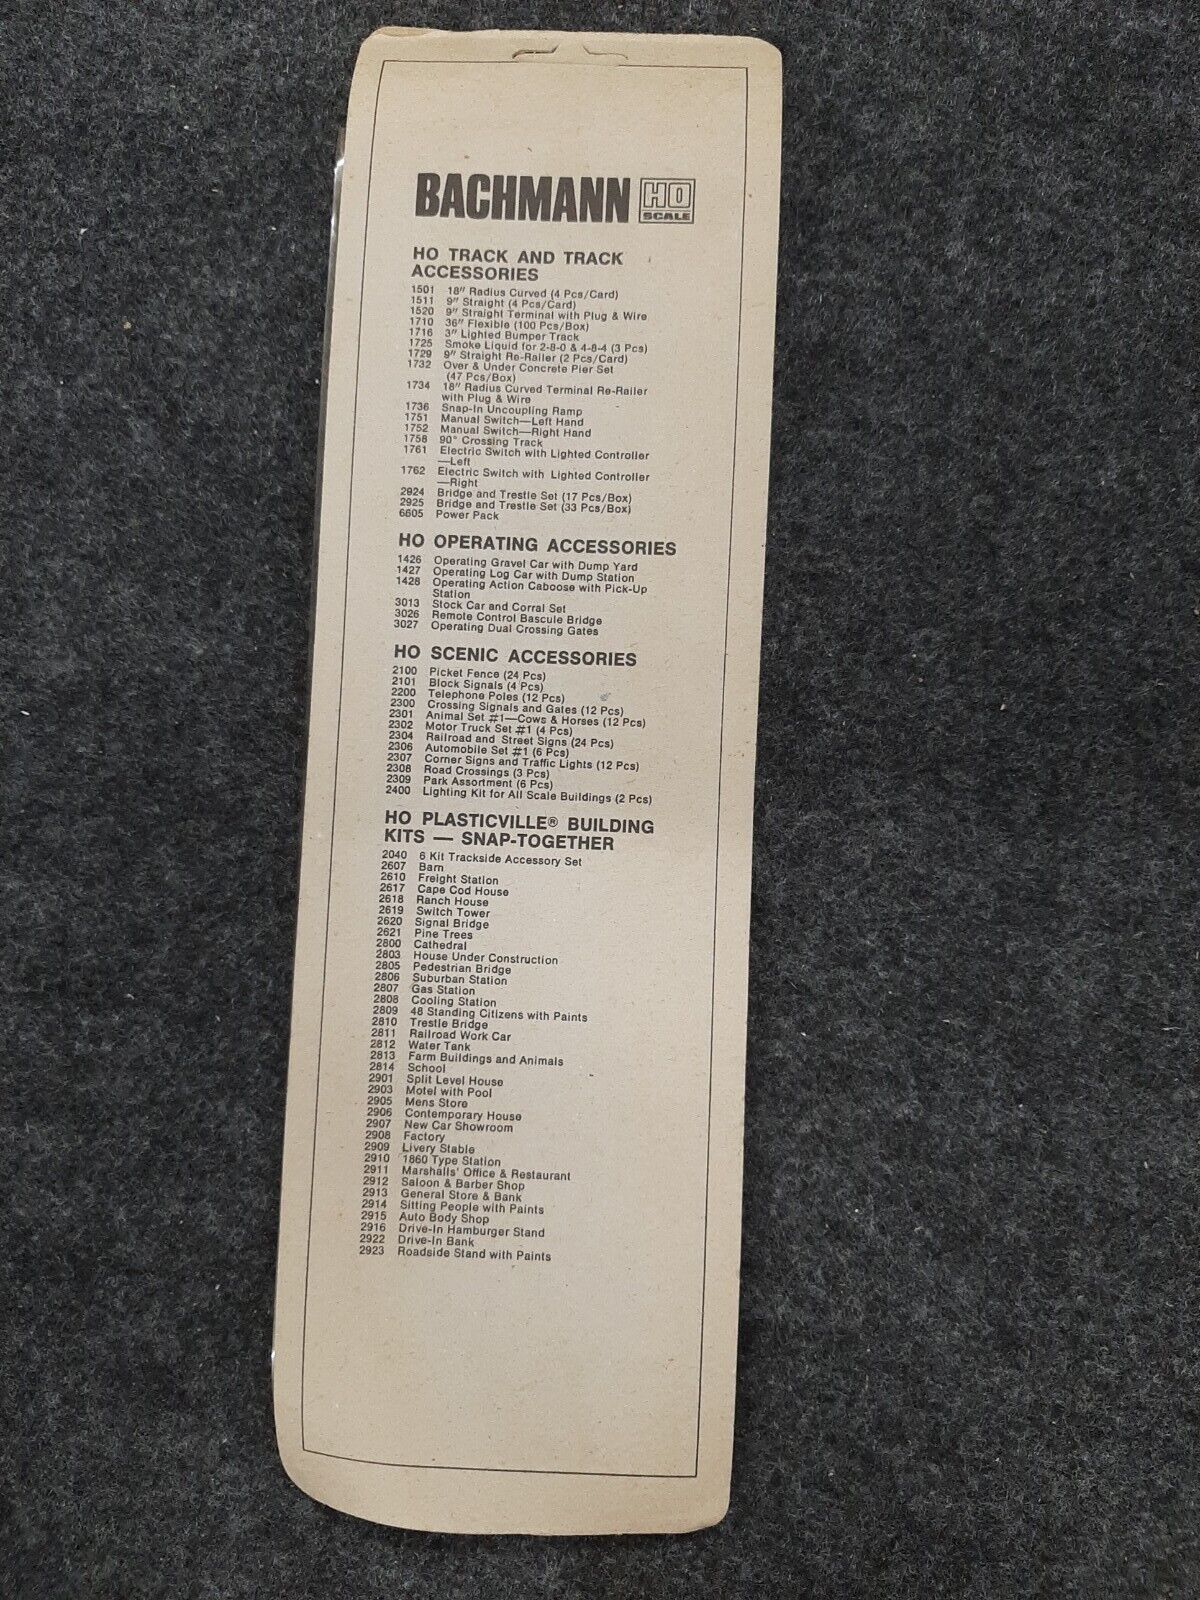 BACHMANN HO SCALE
HO TRACK AND TRACK
ACCESSORIES
1501 18" Radius Curved (4 Pcs/Card)
1511 9" Straight (4 Pcs/Card)
1520 9" Straight Terminal with Plug & Wire
1710 36" Flexible (100 Pcs/Box)
1716 3" Lighted Bumper Track
1725 Smoke Liquid for 2-8-0 & 4-8-4 (3 Pcs)
1729 9" Straight Re-Railer (2 Pcs/Card)
1732 Over & Under Concrete Pier Set
(47 Pcs/Box)
1734 18" Radius Curved Terminal Re-Railer
with Plug & Wire
1736 Snap-In Uncoupling Ramp
1751 Manual Switch—Left Hand
1752 Manual Switch—Right Hand
1758 90° Crossing Track
1761 Electric Switch with Lighted Controller
—Left
1762 Electric Switch with Lighted Controller
—Right
2924 Bridge and Trestle Set (17 Pcs/Box)
2925 Bridge and Trestle Set (33 Pcs/Box)
6605 Power Pack
HO OPERATING ACCESSORIES
1426 Operating Gravel Car with Dump Yard
1427 Operating Log Car with Dump Station
1428 Operating Action Caboose with Pick-Up
Station
3013 Stock Car and Corral Set
3026 Remote Control Bascule Bridge
3027 Operating Dual Crossing Gates
HO SCENIC ACCESSORIES
2100 Picket Fence (24 Pcs)
2101 Block Signals (4 Pcs)
2200 Telephone Poles (12 Pcs)
2300 Crossing Signals and Gates (12 Pcs)
2301 Animal Set #1—Cows & Horses (12 Pcs)
2302 Motor Truck Set #1 (4 Pcs)
2304 Railroad and Street Signs (24 Pcs)
2306 Automobile Set #1 (6 Pcs)
2307 Corner Signs and Traffic Lights (12 Pcs)
2308 Road Crossings (3 Pcs)
2309 Park Assortment (6 Pcs)
2400 Lighting Kit for All Scale Buildings (2 Pcs)
HO PLASTICVILLE® BUILDING
KITS — SNAP-TOGETHER
2040 6 Kit Trackside Accessory Set
2607 Barn
2610 Freight Station
2617 Cape Cod House
2618 Ranch House
2619 Switch Tower
2620 Signal Bridge
2621 Pine Trees
2800 Cathedral
2803 House Under Construction
2805 Pedestrian Bridge
2806 Suburban Station
2807 Gas Station
2808 Cooling Station
2809 48 Standing Citizens with Paints
2810 Trestle Bridge
2811 Railroad Work Car
2812 Water Tank
2813 Farm Buildings and Animals
2814 School
2901 Split Level House
2903 Motel with Pool
2905 Mens Store
2906 Contemporary House
2907 New Car Showroom
2908 Factory
2909 Livery Stable
2910 1860 Type Station
2911 Marshalls' Office & Restaurant
2912 Saloon & Barber Shop
2913 General Store & Bank
2914 Sitting People with Paints
2915 Auto Body Shop
2916 Drive-In Hamburger Stand
2922 Drive-In Bank
2923 Roadside Stand with Paints